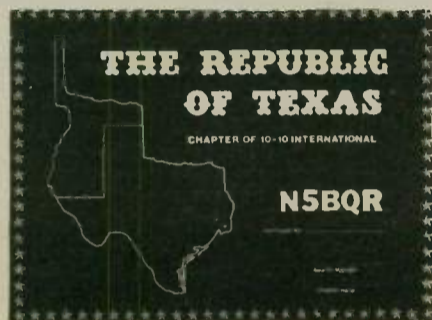 THE REPUBLIC
OF TEXAS
CHAPTER OF 10-10 INTERNATIONAL
N5BQR